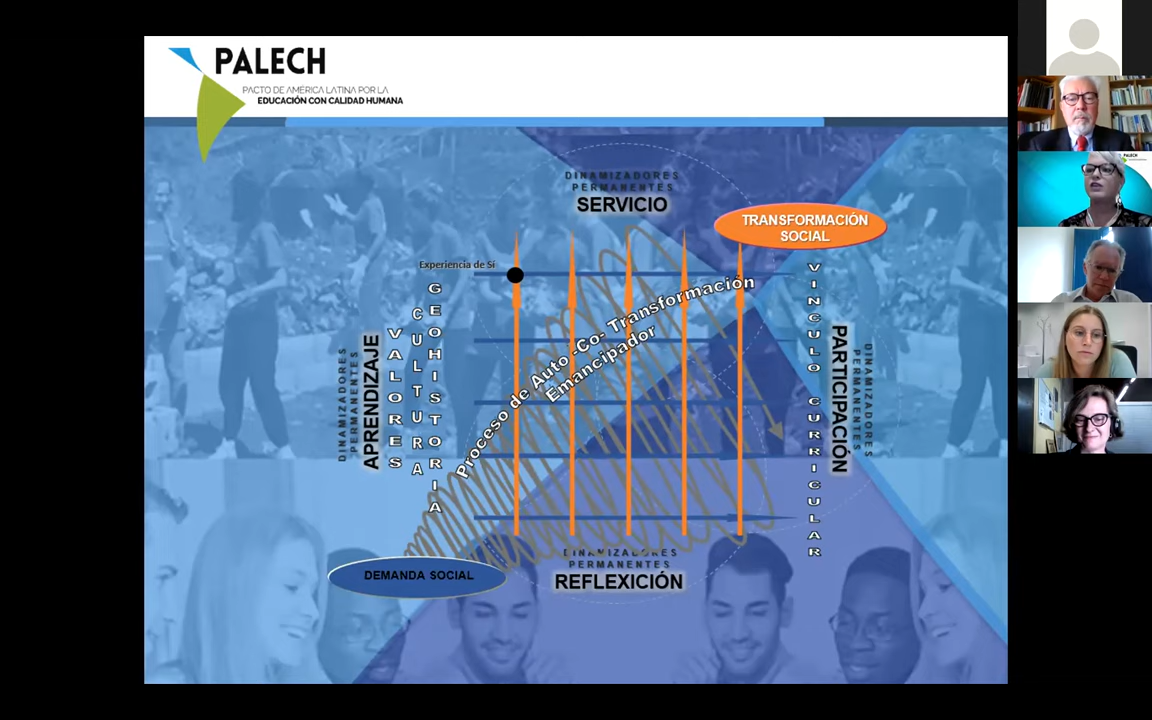 PALECH
PACTO DE AMÉRICA LATINA POR LA
EDUCACIÓN CON CALIDAD HUMANA
DINAMIZADORES
PERMANENTES
SERVICIO
TRANSFORMACIÓN
SOCIAL
Experiencia de Sí
DINAMIZADORES
PERMANENTES
APRENDIZAJE
VALORES
CULTURA
GEOHISTORIA
Proceso de Auto -Co- Transformación
Emancipador
VINCULO CURRICULAR
PARTICIPACIÓN
DINAMIZADORES
PERMANENTES
DEMANDA SOCIAL
DINAMIZADORES
PERMANENTES
REFLEXICIÓN
PALECH